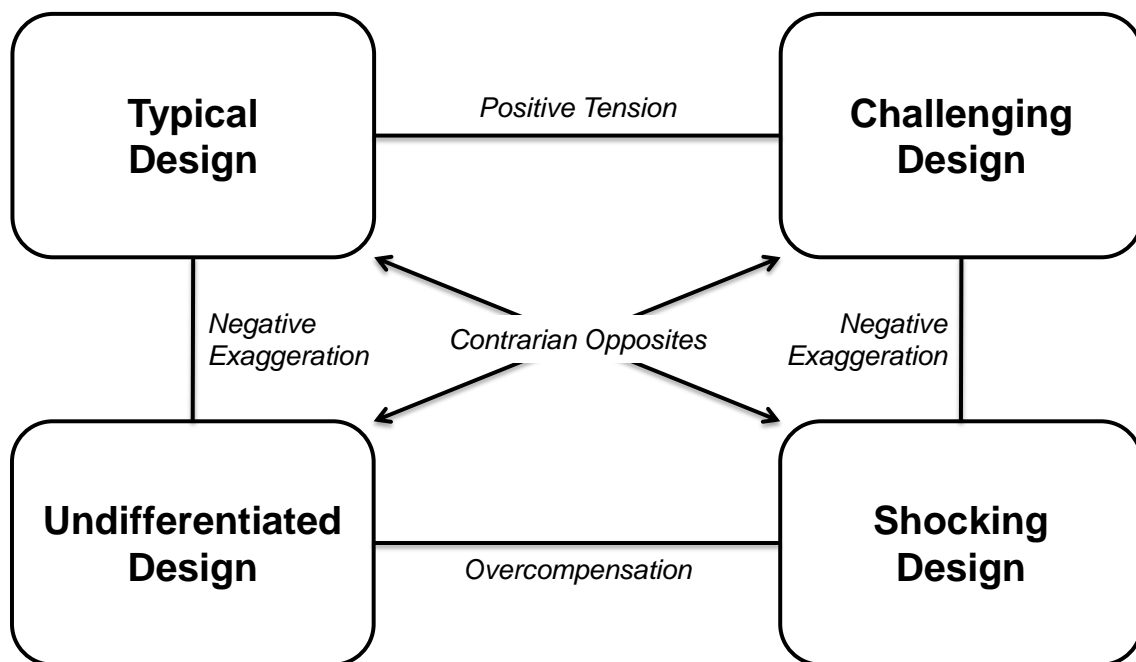 Typical
Design
Positive Tension
Challenging
Design
Negative
Exaggeration
Contrarian Opposites
Negative
Exaggeration
Undifferentiated
Design
Overcompensation
Shocking
Design